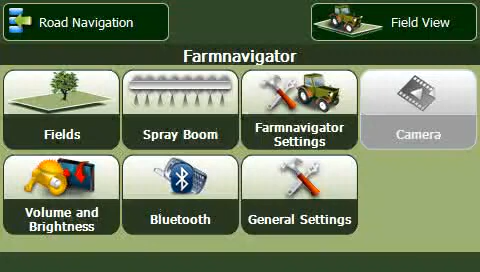 Road Navigation
Field View
Farmnavigator
Fields
Spray Boom
Farmnavigator
Settings
Camera
Volume and
Brightness
Bluetooth
General Settings